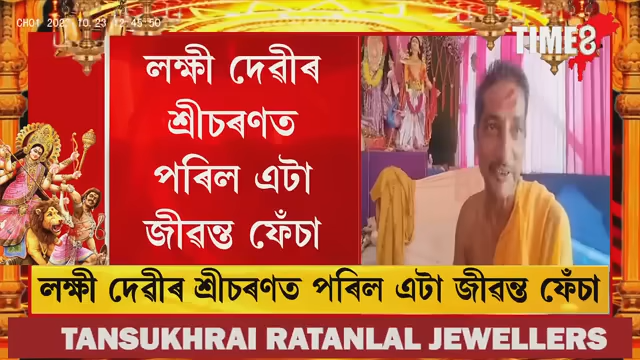 TIME8
লক্ষী দেৱীৰ
শ্ৰীচৰণত
পৰিল এটা
জীৱন্ত ফেঁচা
লক্ষী দেৱীৰ শ্ৰীচৰণত পৰিল এটা জীৱন্ত ফেঁচা
TANSUKHRAI RATANLAL JEWELLERS